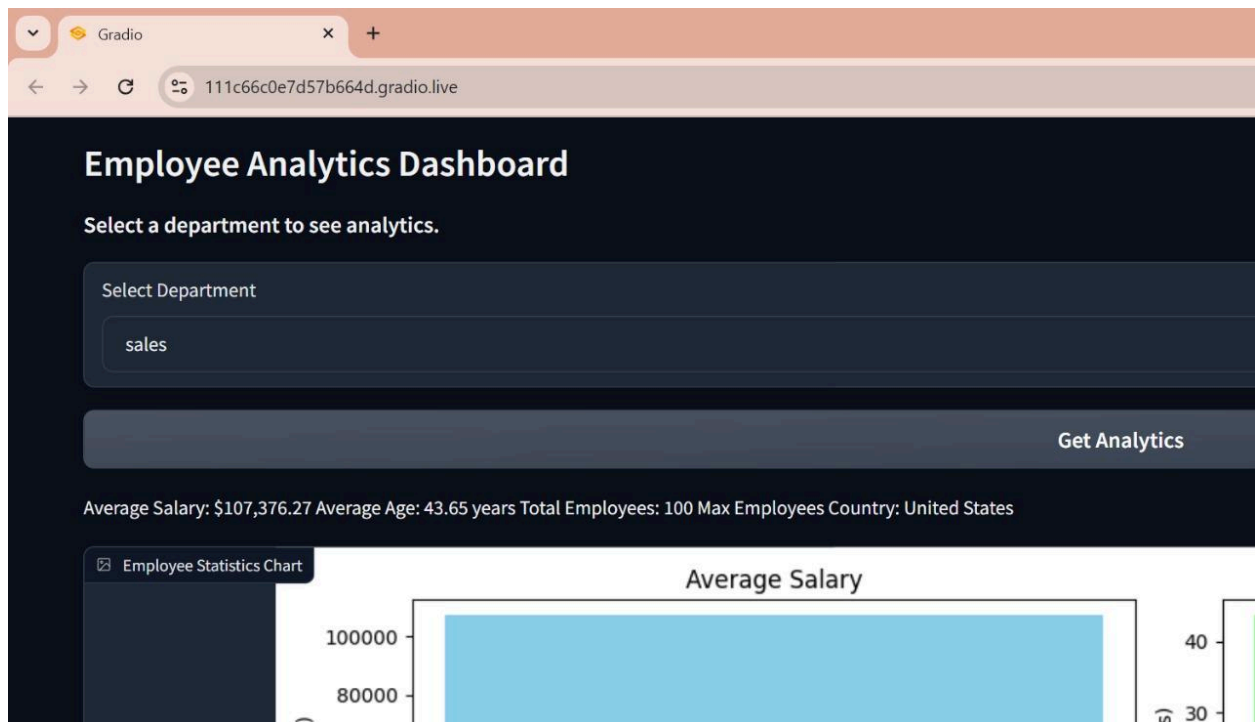 Gradio
111c66c0e7d57b664d.gradio.live
Employee Analytics Dashboard
Select a department to see analytics.
Select Department
sales
Get Analytics
Average Salary: $107,376.27 Average Age: 43.65 years Total Employees: 100 Max Employees Country: United States
Employee Statistics Chart
Average Salary
100000
40
80000
30